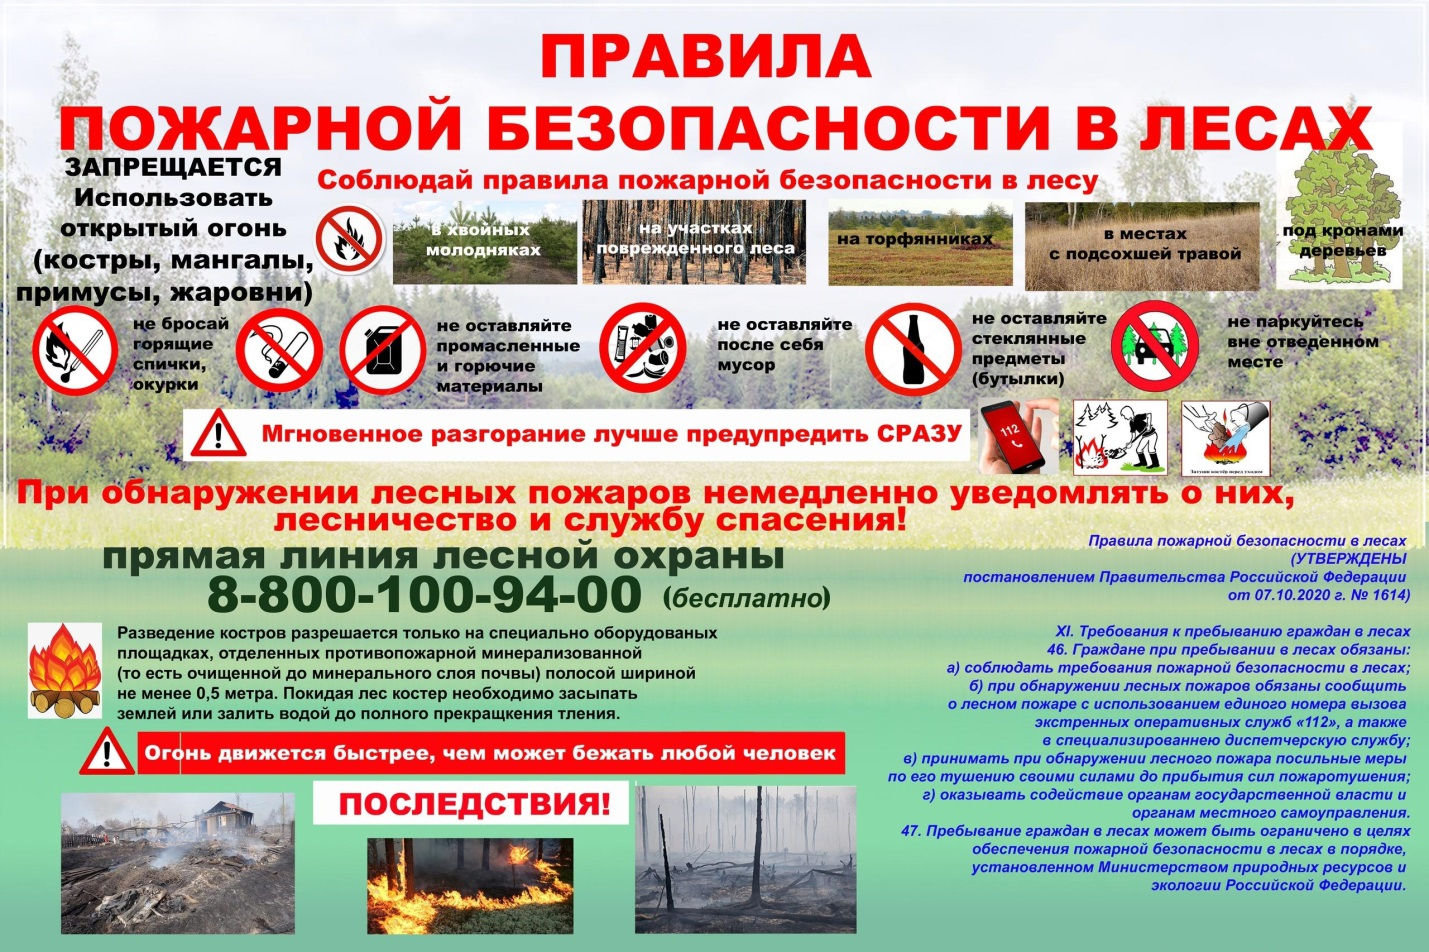 ПРАВИЛА
ПОЖАРНОЙ БЕЗОПАСНОСТИ В ЛЕСАХ
ЗАПРЕЩАЕТСЯ
Использовать
открытый огонь
(костры, мангалы,
примусы, жаровни)
Соблюдай правила пожарной безопасности в лесу
в хвойных
молодняках
на участках
поврежденного леса
на торфянниках
в местах
с подсохшей травой
под кронами
деревьев
не бросай
горящие
спички,
окурки
не оставляйте
промасленные
и горючие
материалы
не оставляйте
после себя
мусор
не оставляйте
стеклянные
предметы
(бутылки)
не паркуйтесь
вне отведенном
месте
Мгновенное разгорание лучше предупредить СРАЗУ
112
Затуши костёр перед уходом
При обнаружении лесных пожаров немедленно уведомлять о них,
лесничество и службу спасения!
прямая линия лесной охраны
8-800-100-94-00 (бесплатно)
Разведение костров разрешается только на специально оборудованых
площадках, отделенных противопожарной минерализованной
(то есть очищенной до минерального слоя почвы) полосой шириной
не менее 0,5 метра. Покидая лес костер необходимо засыпать
землей или залить водой до полного прекращкения тления.
Огонь движется быстрее, чем может бежать любой человек
ПОСЛЕДСТВИЯ!
Правила пожарной безопасности в лесах
(УТВЕРЖДЕНЫ
постановлением Правительства Российской Федерации
от 07.10.2020 г. № 1614)
XI. Требования к пребыванию граждан в лесах
46. Граждане при пребывании в лесах обязаны:
а) соблюдать требования пожарной безопасности в лесах;
б) при обнаружении лесных пожаров обязаны сообщить
о лесном пожаре с использованием единого номера вызова
экстренных оперативных служб «112», а также
в специализированнею диспетчерскую службу;
в) принимать при обнаружении лесного пожара посильные меры
по его тушению своими силами до прибытия сил пожаротушения;
г) оказывать содействие органам государственной власти и
органам местного самоуправления.
47. Пребывание граждан в лесах может быть ограничено в целях
обеспечения пожарной безопасности в лесах в порядке,
установленном Министерством природных ресурсов и
экологии Российской Федерации.